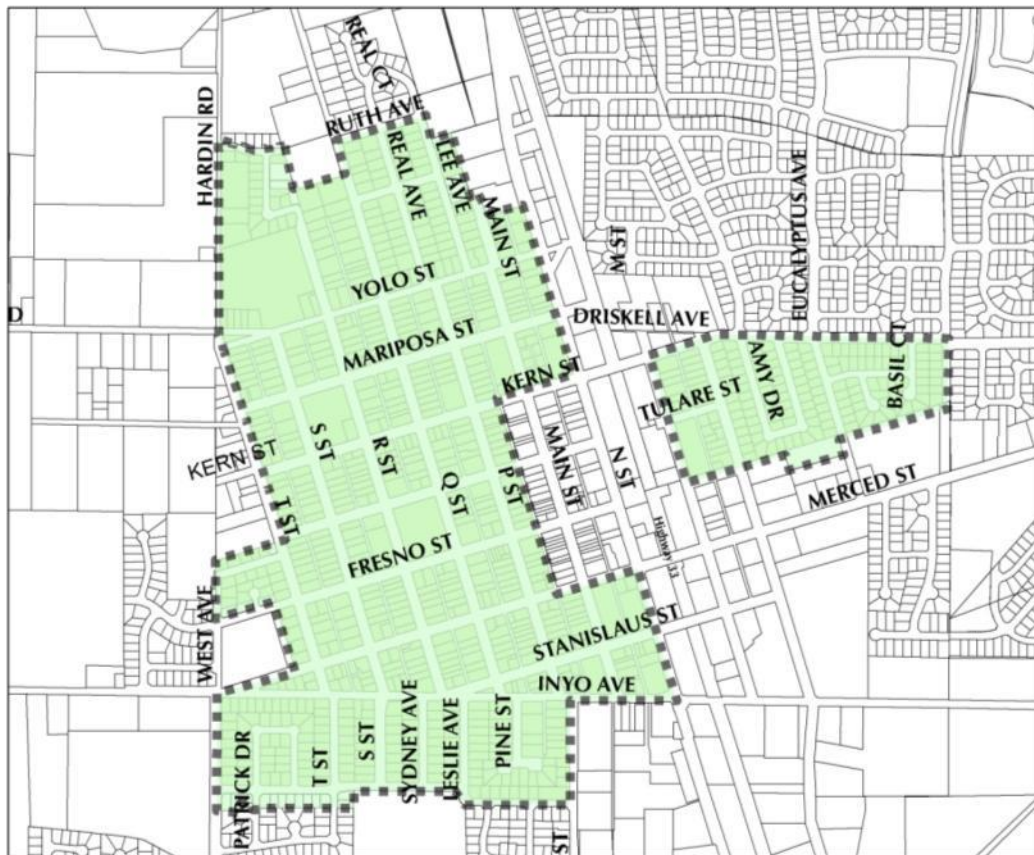 REAL CT
RUTH AVE
HARDIN RD
REAL AVE
LEE AVE
MAIN ST
EUCALYPTUS AVE
M ST
YOLO ST
D
DRISKELL AVE
MARIPOSA ST
KERN ST
AMY DR
BASIL CT
TULARE ST
KERN ST
S ST
R ST
Q ST
P ST
MAIN ST
N ST
MERCED ST
T ST
Highway 33
FRESNO ST
WEST AVE
STANISLAUS ST
INYO AVE
PATRICK DR
T ST
S ST
SYDNEY AVE
LESLIE AVE
PINE ST
ST